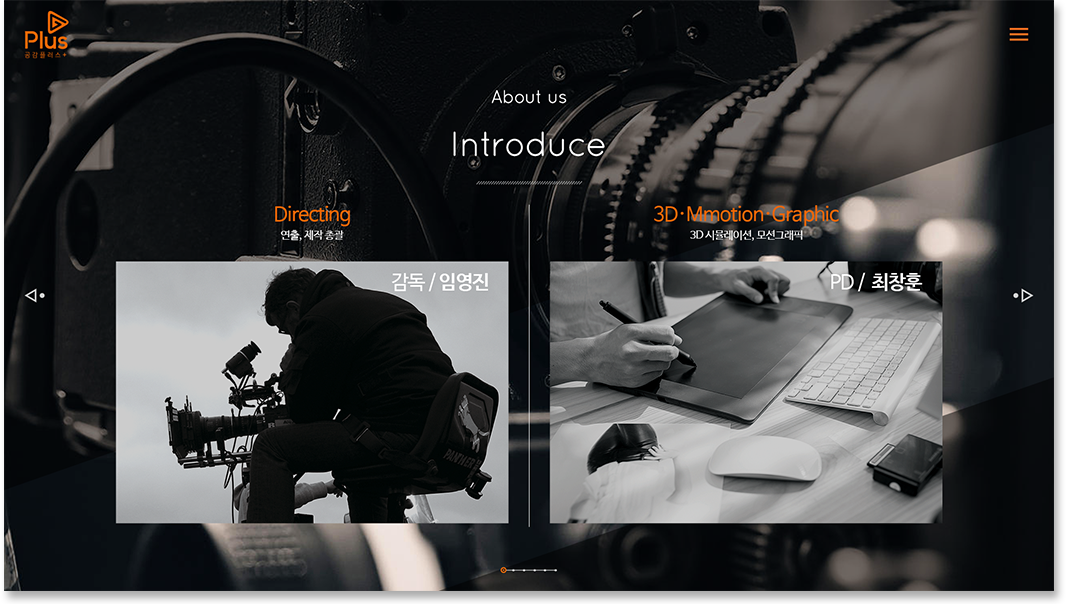 Plus
공감플러스+
About us
Introduce
Directing
연출, 제작 총괄
감독 / 임영진
3D·Mmotion·Graphic
3D 시뮬레이션, 모션그래픽
PD / 최창훈